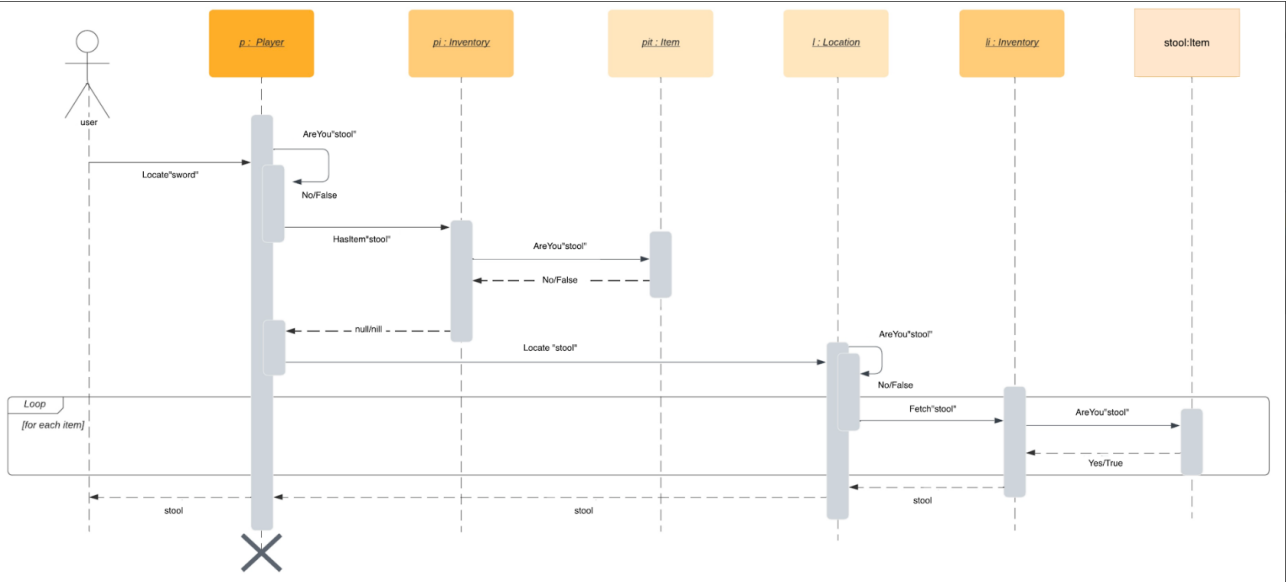 p : Player
pi : Inventory
pit : Item
l : Location
li : Inventory
stool:Item
user
AreYou"stool"
Locate"sword"
No/False
HasItem"stool"
AreYou"stool"
No/False
null/nill
Locate "stool"
AreYou"stool"
No/False
Loop
[for each item]
Fetch"stool"
AreYou"stool"
Yes/True
stool
stool
stool